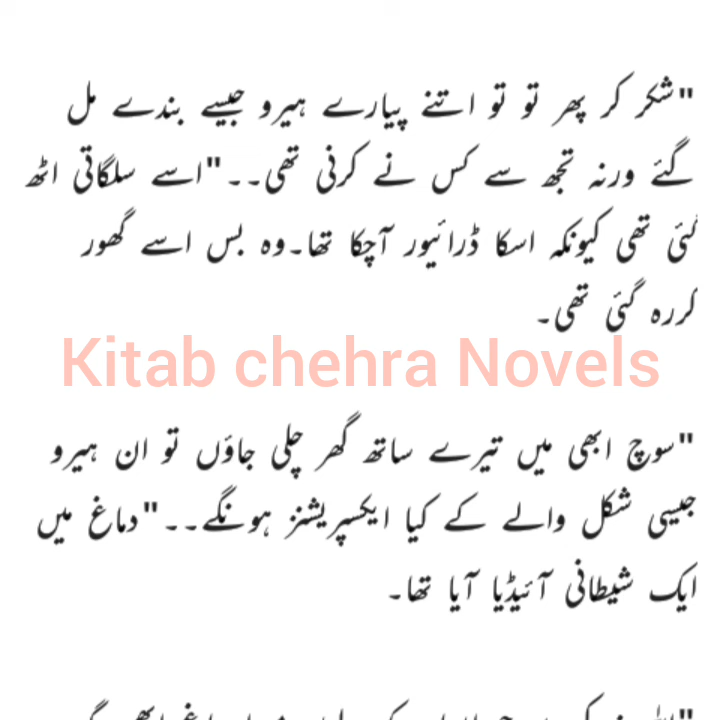 "شکر کر پھر تو تو اتنے پیارے ہیرو جیسے بندے مل
گئے ورنہ تجھ سے کس نے کرنی تھی۔۔"اسے سلگاتی اٹھ
گئی تھی کیونکہ اسکا ڈرائیور آچکا تھا۔وہ بس اسے گھور
کررہ گئی تھی۔
Kitab chehra Novels
"سوچ ابھی میں تیرے ساتھ گھر چلی جاؤں تو ان ہیرو
جیسی شکل والے کے کیا ایکسپریشنز ہونگے۔۔"دماغ میں
ایک شیطانی آئیڈیا آیا تھا۔